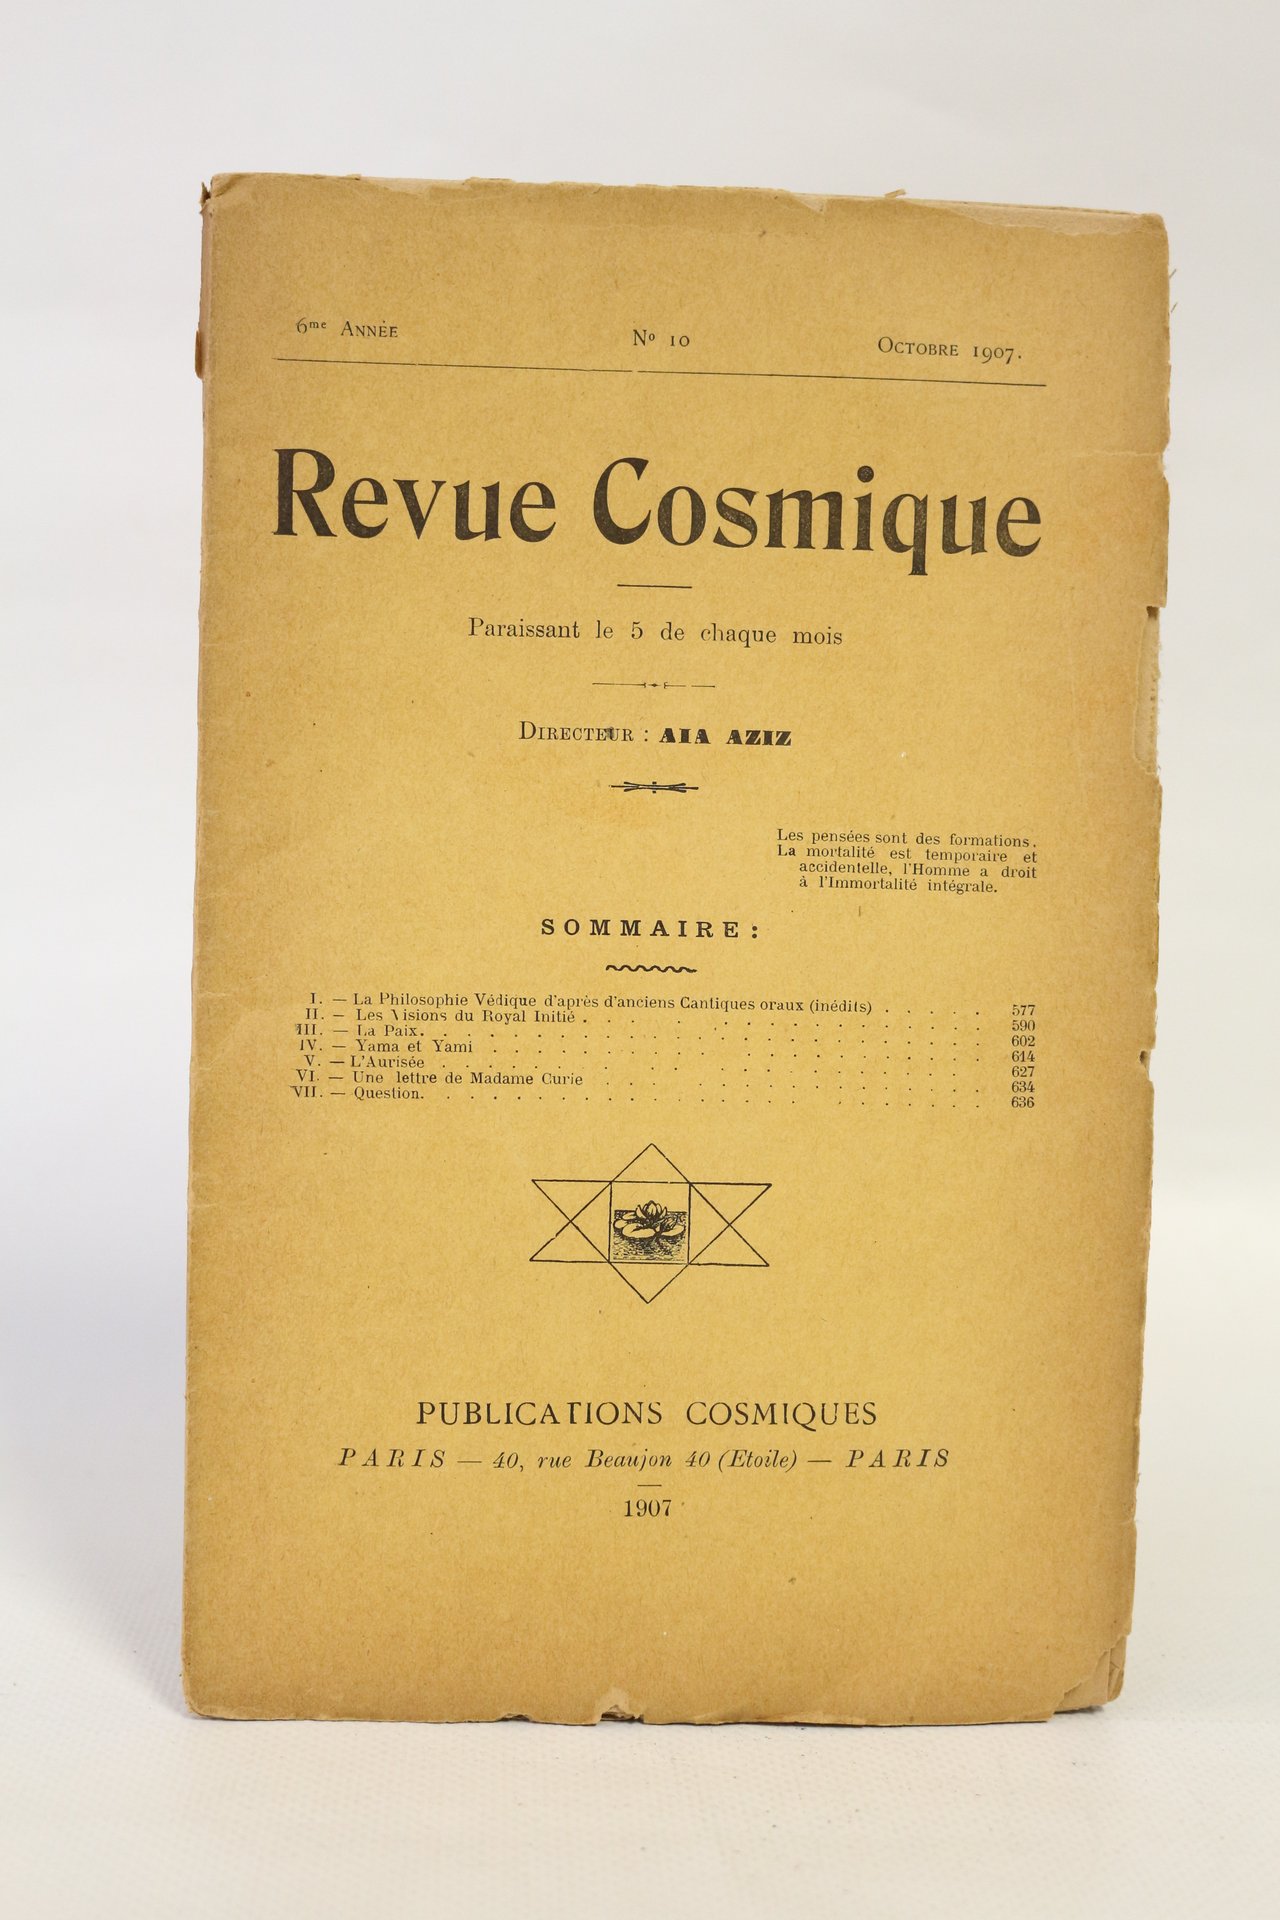 6me ANNÉE No 10 OCTOBRE 1907.
Revue Cosmique
Paraissant le 5 de chaque mois
DIRECTEUR : AIA AZIZ
Les pensées sont des formations.
La mortalité est temporaire et
accidentelle, l'Homme a droit
à l'Immortalité intégrale.
SOMMAIRE :
I. — La Philosophie Védique d'après d'anciens Cantiques oraux (inédits) . . . . . 577
II. — Les Visions du Royal Initié . . . . . . . . . . . . . . . . 590
III. — La Paix. . . . . . . . . . . . . . . . . . . . . . . 602
IV. — Yama et Yami . . . . . . . . . . . . . . . . . . . . 614
V. — L'Aurisée . . . . . . . . . . . . . . . . . . . . . 627
VI. — Une lettre de Madame Curie . . . . . . . . . . . . . . . 634
VII. — Question. . . . . . . . . . . . . . . . . . . . . . . 636
PUBLICATIONS COSMIQUES
PARIS — 40, rue Beaujon 40 (Etoile) — PARIS
1907